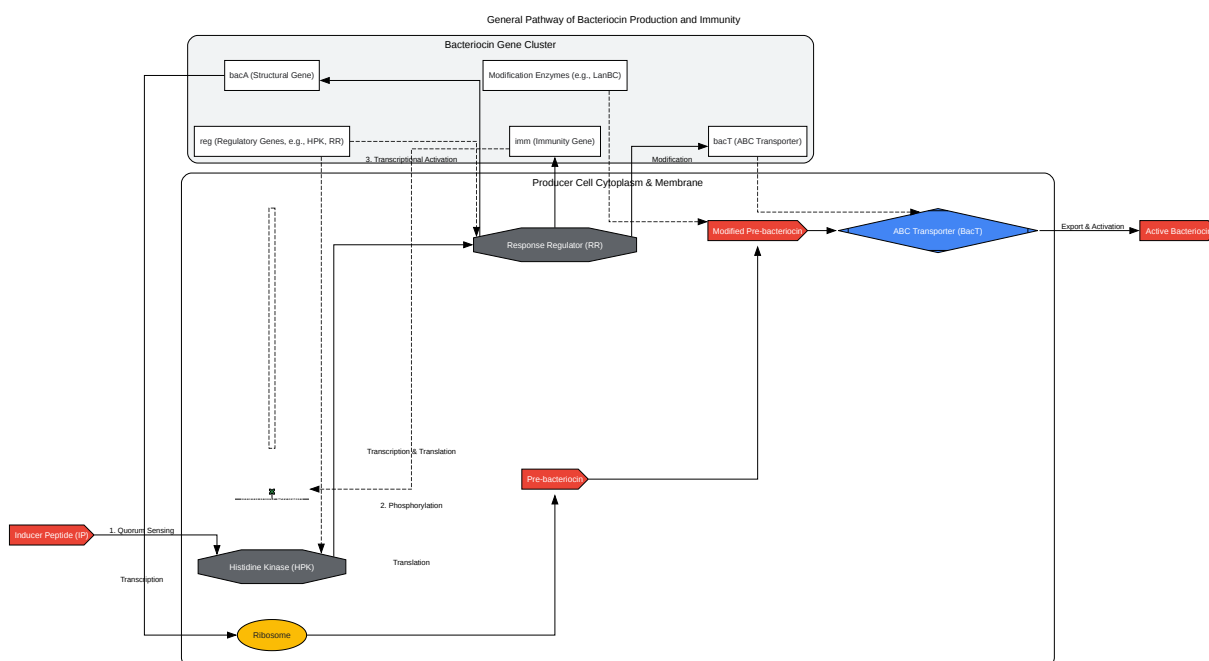 General Pathway of Bacteriocin Production and Immunity
Bacteriocin Gene Cluster
bacA (Structural Gene)
Modification Enzymes (e.g., LanBC)
reg (Regulatory Genes, e.g., HPK, RR)
imm (Immunity Gene)
bacT (ABC Transporter)
3. Transcriptional Activation
Modification
Producer Cell Cytoplasm & Membrane
Response Regulator (RR)
Modified Pre-bacteriocin
ABC Transporter (BacT)
Export & Activation
Active Bacteriocin
Transcription & Translation
Pre-bacteriocin
2. Phosphorylation
1. Quorum Sensing
Inducer Peptide (IP)
Histidine Kinase (HPK)
Translation
Transcription
Ribosome